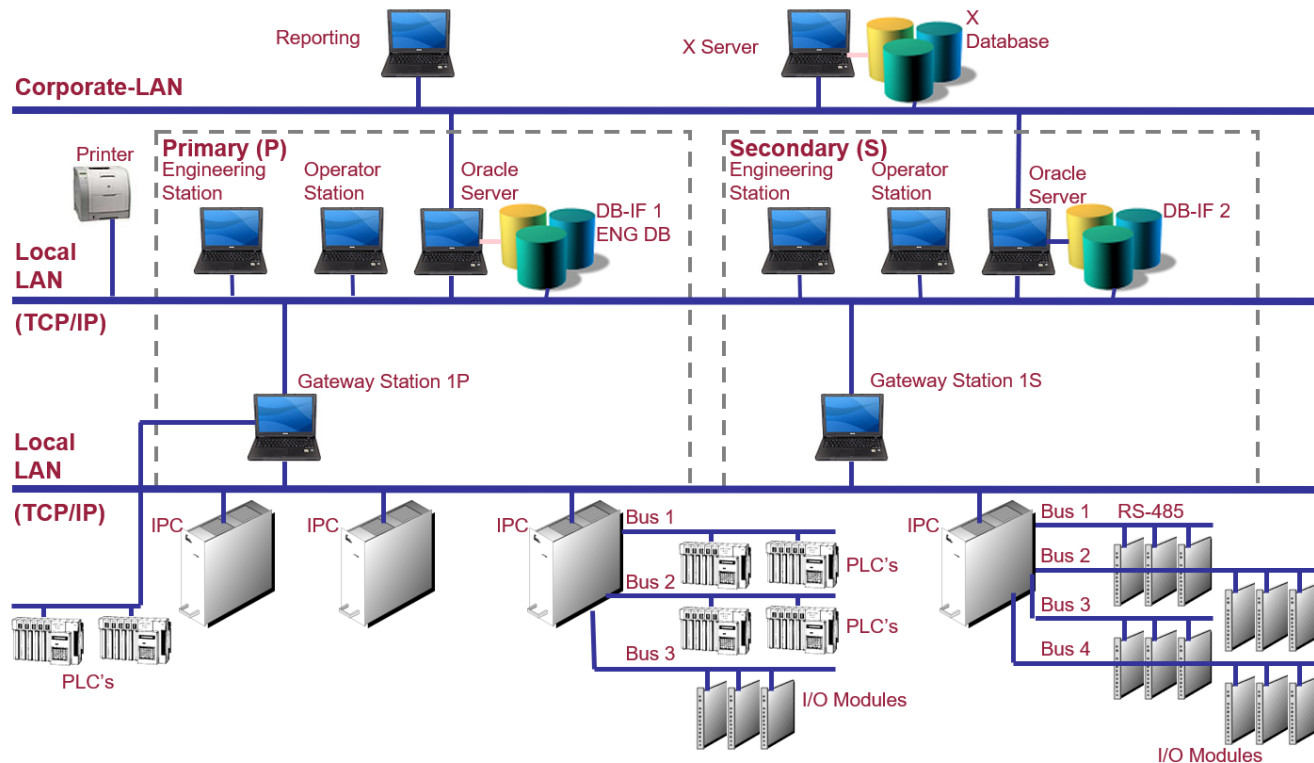 Reporting
X Server
X
Database
Corporate-LAN
Printer
Primary (P)
Engineering
Station
Operator
Station
Oracle
Server
DB-IF 1
ENG DB
Secondary (S)
Engineering
Station
Operator
Station
Oracle
Server
DB-IF 2
Local
LAN
(TCP/IP)
Gateway Station 1P
Gateway Station 1S
Local
LAN
(TCP/IP)
IPC
IPC
IPC
Bus 1
PLC's
Bus 2
PLC's
Bus 3
I/O Modules
IPC
Bus 1
RS-485
Bus 2
Bus 3
Bus 4
I/O Modules
PLC's